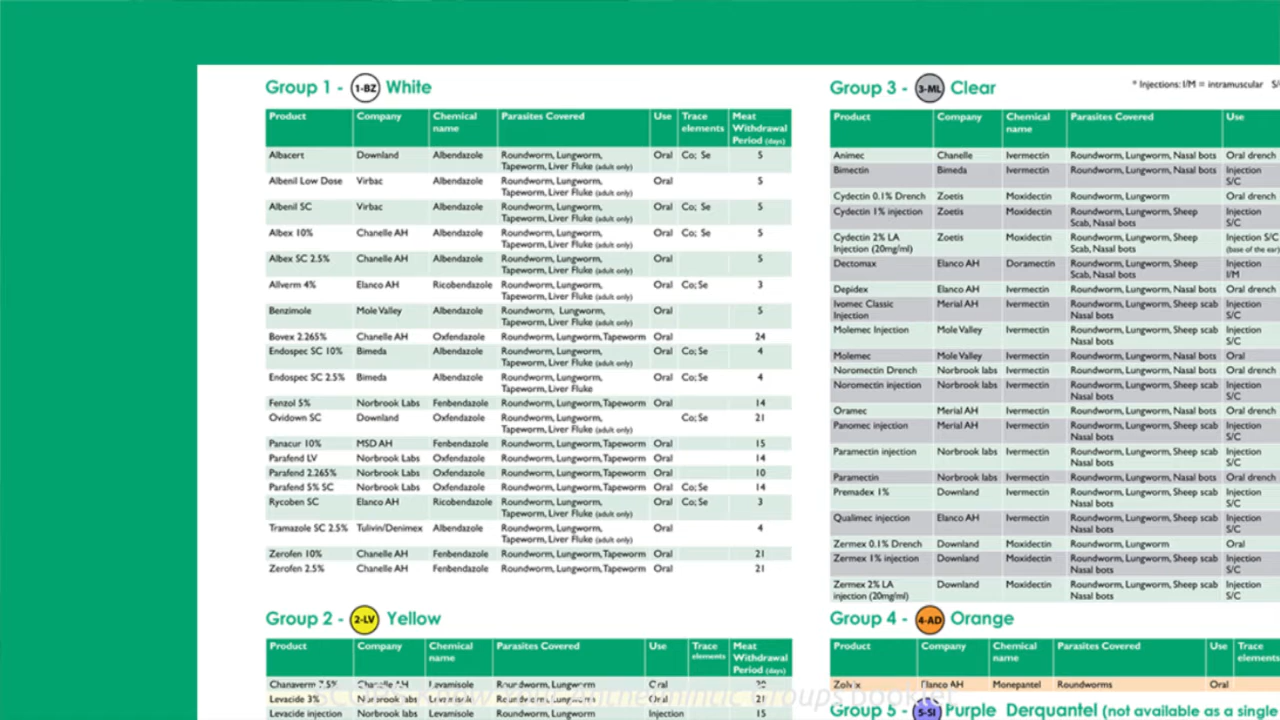 Group 1 - 1-BZ White
Product Company Chemical name Parasites Covered Use Trace elements Meat Withdrawal Period (days)
Albacert Downland Albendazole Roundworm, Lungworm, Tapeworm, Liver Fluke (adult only) Oral Co; Se 5
Albenil Low Dose Virbac Albendazole Roundworm, Lungworm, Tapeworm, Liver Fluke (adult only) Oral 5
Albenil SC Virbac Albendazole Roundworm, Lungworm, Tapeworm, Liver Fluke (adult only) Oral Co; Se 5
Albex 10% Chanelle AH Albendazole Roundworm, Lungworm, Tapeworm, Liver Fluke (adult only) Oral Co; Se 5
Albex SC 2.5% Chanelle AH Albendazole Roundworm, Lungworm, Tapeworm, Liver Fluke (adult only) Oral 5
Allverm 4% Elanco AH Ricobendazole Roundworm, Lungworm, Tapeworm, Liver Fluke (adult only) Oral Co;Se 3
Benzimole Mole Valley Albendazole Roundworm, Lungworm, Tapeworm, Liver Fluke (adult only) Oral 5
Bovex 2.265% Chanelle AH Oxfendazole Roundworm, Lungworm,Tapeworm Oral 24
Endospec SC 10% Bimeda Albendazole Roundworm, Lungworm, Tapeworm, Liver Fluke (adult only) Oral Co;Se 4
Endospec SC 2.5% Bimeda Albendazole Roundworm, Lungworm, Tapeworm, Liver Fluke Oral Co;Se 4
Fenzol 5% Norbrook Labs Fenbendazole Roundworm, Lungworm,Tapeworm Oral 14
Ovidown SC Downland Oxfendazole Roundworm, Lungworm, Tapeworm, Liver Fluke (adult only) Co;Se 21
Panacur 10% MSD AH Fenbendazole Roundworm, Lungworm,Tapeworm Oral 15
Parafend LV Norbrook Labs Oxfendazole Roundworm, Lungworm,Tapeworm Oral 14
Parafend 2.265% Norbrook Labs Oxfendazole Roundworm, Lungworm,Tapeworm Oral 10
Parafend 5% SC Norbrook Labs Oxfendazole Roundworm, Lungworm,Tapeworm Oral Co;Se 14
Rycoben SC Elanco AH Ricobendazole Roundworm, Lungworm, Tapeworm, Liver Fluke (adult only) Oral Co;Se 3
Tramazole SC 2.5% Tulivin/Denimex Albendazole Roundworm, Lungworm, Tapeworm, Liver Fluke (adult only) Oral 4
Zerofen 10% Chanelle AH Fenbendazole Roundworm, Lungworm,Tapeworm Oral 21
Zerofen 2.5% Chanelle AH Fenbendazole Roundworm, Lungworm,Tapeworm Oral 21
Group 2 - 2-LV Yellow
Product Company Chemical name Parasites Covered Use Trace elements Meat Withdrawal Period (days)
Chanaverm 7.5% Chanelle AH Levamisole Roundworm, Lungworm Oral
Levacide 3% Norbrook labs Levamisole Roundworm, Lungworm Oral 21
Levacide injection Norbrook labs Levamisole Roundworm, Lungworm Injection 15
Group 3 - 3-ML Clear
* Injections: I/M = intramuscular
Product Company Chemical name Parasites Covered Use
Animec Chanelle Ivermectin Roundworm, Lungworm, Nasal bots Oral drench
Bimectin Bimeda Ivermectin Roundworm, Lungworm, Nasal bots Injection S/C
Cydectin 0.1% Drench Zoetis Moxidectin Roundworm, Lungworm Oral drench
Cydectin 1% injection Zoetis Moxidectin Roundworm, Lungworm, Sheep Scab, Nasal bots Injection S/C
Cydectin 2% LA Injection (20mg/ml) Zoetis Moxidectin Roundworm, Lungworm, Sheep Scab, Nasal bots Injection S/C (base of the ear)
Dectomax Elanco AH Doramectin Roundworm, Lungworm, Sheep Scab, Nasal bots Injection I/M
Depidex Elanco AH Ivermectin Roundworm, Lungworm, Nasal bots Oral drench
Ivomec Classic Injection Merial AH Ivermectin Roundworm, Lungworm, Sheep scab Nasal bots Injection S/C
Molemec Injection Mole Valley Ivermectin Roundworm, Lungworm, Sheep scab Nasal bots Injection S/C
Molemec Mole Valley Ivermectin Roundworm, Lungworm, Nasal bots Oral
Noromectin Drench Norbrook labs Ivermectin Roundworm, Lungworm, Nasal bots Oral drench
Noromectin injection Norbrook labs Ivermectin Roundworm, Lungworm, Sheep scab Nasal bots Injection S/C
Oramec Merial AH Ivermectin Roundworm, Lungworm, Nasal bots Oral drench
Panomec injection Merial AH Ivermectin Roundworm, Lungworm, Sheep scab Nasal bots Injection S/C
Paramectin injection Norbrook labs Ivermectin Roundworm, Lungworm, Sheep scab Nasal bots Injection S/C
Paramectin Norbrook labs Ivermectin Roundworm, Lungworm, Nasal bots Oral drench
Premadex 1% Downland Ivermectin Roundworm, Lungworm, Sheep scab Nasal bots Injection S/C
Qualimec injection Elanco AH Ivermectin Roundworm, Lungworm, Sheep scab Nasal bots Injection S/C
Zermex 0.1% Drench Downland Moxidectin Roundworm, Lungworm Oral
Zermex 1% injection Downland Moxidectin Roundworm, Lungworm, Sheep scab Nasal bots Injection S/C
Zermex 2% LA injection (20mg/ml) Downland Moxidectin Roundworm, Lungworm, Sheep scab Nasal bots Injection S/C
Group 4 - 4-AD Orange
Product Company Chemical name Parasites Covered Use Trace elements
Zolvix Elanco AH Monepantel Roundworms Oral
Group 5 - 5-SI Purple Derquantel (not available as a single